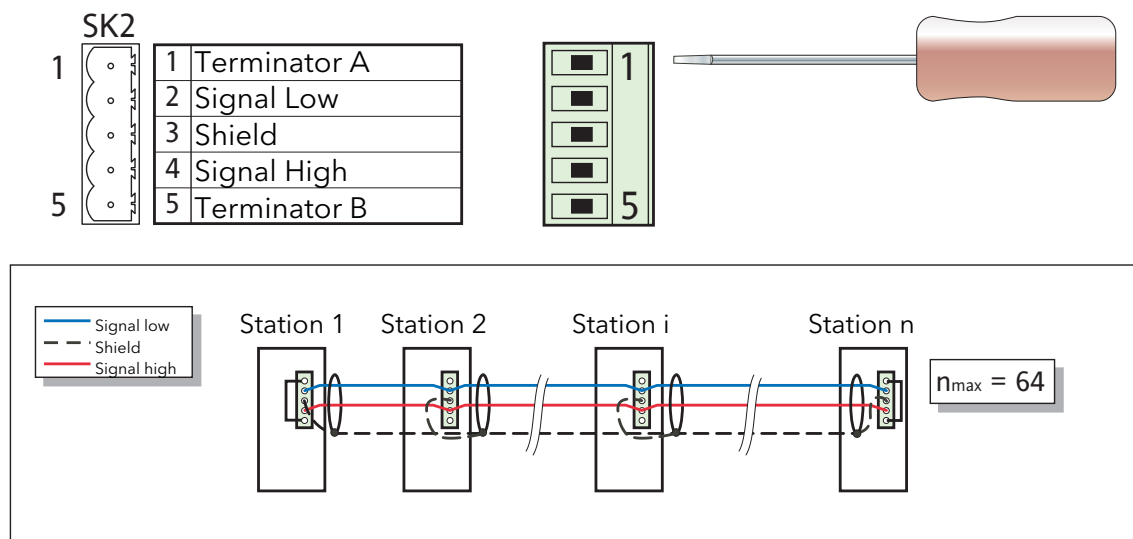 SK2
1
5
1 Terminator A
2 Signal Low
3 Shield
4 Signal High
5 Terminator B
1
5
Signal low
Shield
Signal high
Station 1
Station 2
Station i
Station n
nmax = 64